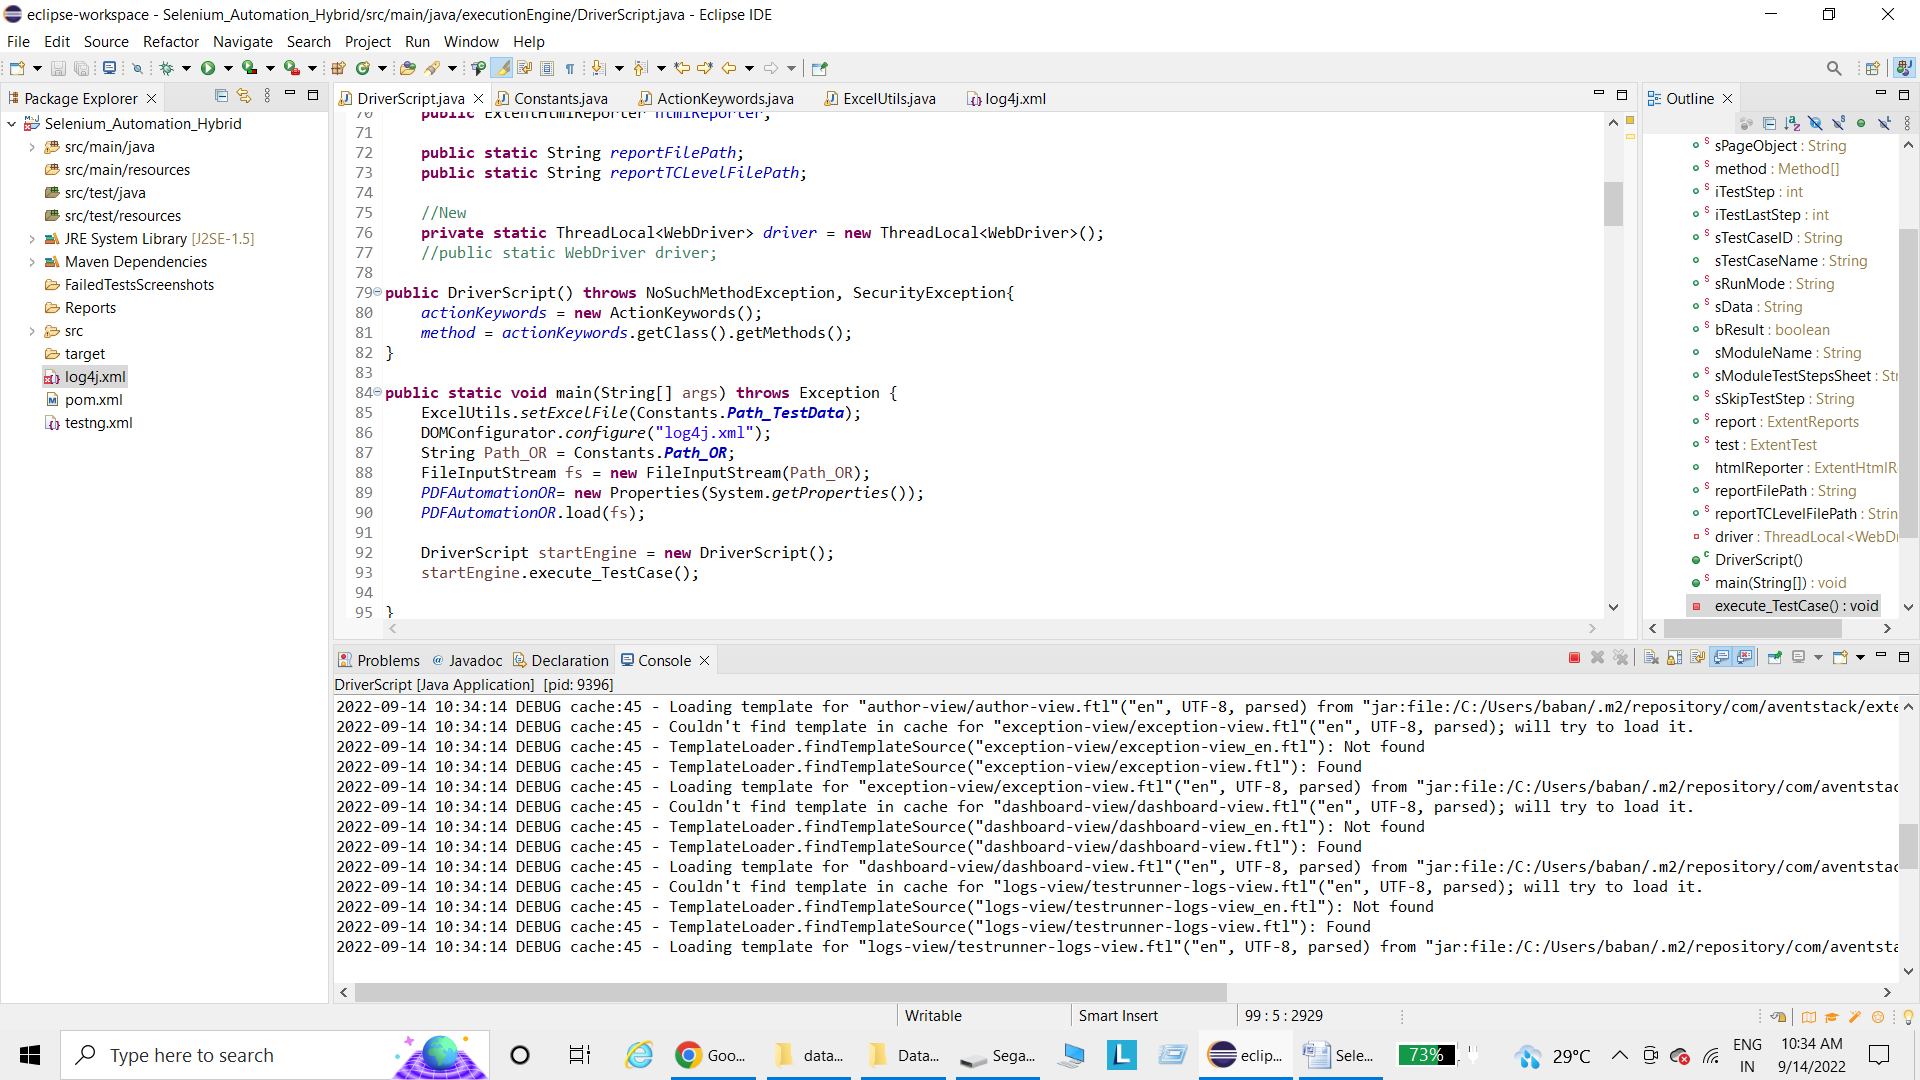 eclipse-workspace - Selenium_Automation_Hybrid/src/main/java/executionEngine/DriverScript.java - Eclipse IDE
File Edit Source Refactor Navigate Search Project Run Window Help
Package Explorer
Selenium_Automation_Hybrid
src/main/java
src/main/resources
src/test/java
src/test/resources
JRE System Library [J2SE-1.5]
Maven Dependencies
FailedTestsScreenshots
Reports
src
target
log4j.xml
pom.xml
testng.xml
DriverScript.java Constants.java ActionKeywords.java ExcelUtils.java log4j.xml
70 public ExtentHtmlReporter htmlReporter;
71
72 public static String reportFilePath;
73 public static String reportTCLevelFilePath;
74
75 //New
76 private static ThreadLocal<WebDriver> driver = new ThreadLocal<WebDriver>();
77 //public static WebDriver driver;
78
79 public DriverScript() throws NoSuchMethodException, SecurityException{
80 actionKeywords = new ActionKeywords();
81 method = actionKeywords.getClass().getMethods();
82 }
83
84 public static void main(String[] args) throws Exception {
85 ExcelUtils.setExcelFile(Constants.Path_TestData);
86 DOMConfigurator.configure("log4j.xml");
87 String Path_OR = Constants.Path_OR;
88 FileInputStream fs = new FileInputStream(Path_OR);
89 PDFAutomationOR= new Properties(System.getProperties());
90 PDFAutomationOR.load(fs);
91
92 DriverScript startEngine = new DriverScript();
93 startEngine.execute_TestCase();
94
95 }
Outline
sPageObject : String
method : Method[]
iTestStep : int
iTestLastStep : int
sTestCaseID : String
sTestCaseName : String
sRunMode : String
sData : String
bResult : boolean
sModuleName : String
sModuleTestStepsSheet : Str
sSkipTestStep : String
report : ExtentReports
test : ExtentTest
htmlReporter : ExtentHtmlR
reportFilePath : String
reportTCLevelFilePath : Strin
driver : ThreadLocal<WebD
DriverScript()
main(String[]) : void
execute_TestCase() : void
Problems @ Javadoc Declaration Console
DriverScript [Java Application] [pid: 9396]
2022-09-14 10:34:14 DEBUG cache:45 - Loading template for "author-view/author-view.ftl"("en", UTF-8, parsed) from "jar:file:/C:/Users/baban/.m2/repository/com/aventstack/exte
2022-09-14 10:34:14 DEBUG cache:45 - Couldn't find template in cache for "exception-view/exception-view.ftl"("en", UTF-8, parsed); will try to load it.
2022-09-14 10:34:14 DEBUG cache:45 - TemplateLoader.findTemplateSource("exception-view/exception-view_en.ftl"): Not found
2022-09-14 10:34:14 DEBUG cache:45 - TemplateLoader.findTemplateSource("exception-view/exception-view.ftl"): Found
2022-09-14 10:34:14 DEBUG cache:45 - Loading template for "exception-view/exception-view.ftl"("en", UTF-8, parsed) from "jar:file:/C:/Users/baban/.m2/repository/com/aventstac
2022-09-14 10:34:14 DEBUG cache:45 - Couldn't find template in cache for "dashboard-view/dashboard-view.ftl"("en", UTF-8, parsed); will try to load it.
2022-09-14 10:34:14 DEBUG cache:45 - TemplateLoader.findTemplateSource("dashboard-view/dashboard-view_en.ftl"): Not found
2022-09-14 10:34:14 DEBUG cache:45 - TemplateLoader.findTemplateSource("dashboard-view/dashboard-view.ftl"): Found
2022-09-14 10:34:14 DEBUG cache:45 - Loading template for "dashboard-view/dashboard-view.ftl"("en", UTF-8, parsed) from "jar:file:/C:/Users/baban/.m2/repository/com/aventstac
2022-09-14 10:34:14 DEBUG cache:45 - Couldn't find template in cache for "logs-view/testrunner-logs-view.ftl"("en", UTF-8, parsed); will try to load it.
2022-09-14 10:34:14 DEBUG cache:45 - TemplateLoader.findTemplateSource("logs-view/testrunner-logs-view_en.ftl"): Not found
2022-09-14 10:34:14 DEBUG cache:45 - TemplateLoader.findTemplateSource("logs-view/testrunner-logs-view.ftl"): Found
2022-09-14 10:34:14 DEBUG cache:45 - Loading template for "logs-view/testrunner-logs-view.ftl"("en", UTF-8, parsed) from "jar:file:/C:/Users/baban/.m2/repository/com/aventsta
Writable Smart Insert 99 : 5 : 2929
Type here to search
Goo... data... Data... Sega... L eclip... Sele... 73% 29°C
ENG
IN
10:34 AM
9/14/2022